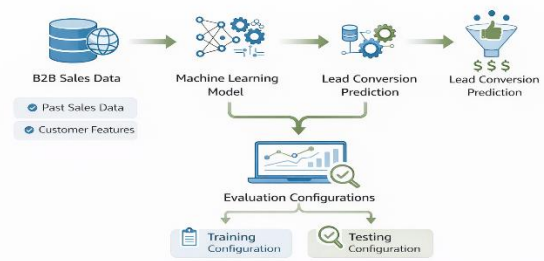 B2B Sales Data
Machine Learning
Model
Lead Conversion
Prediction
$ $ $
Lead Conversion
Prediction
Past Sales Data
Customer Features
Evaluation Configurations
Training
Configuration
Testing
Configuration